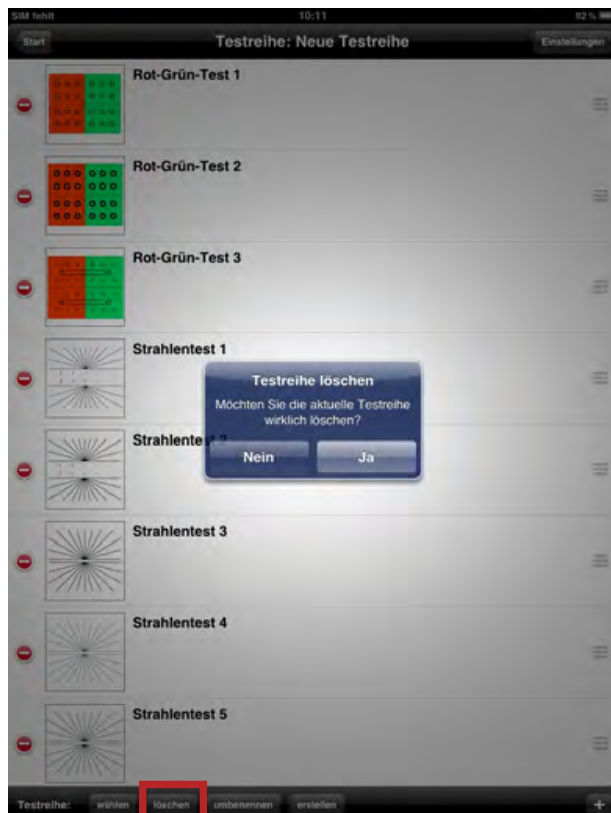 SIM fehlt 10:11 92 %
Start Testreihe: Neue Testreihe Einstellungen
Rot-Grün-Test 1
Rot-Grün-Test 2
Rot-Grün-Test 3
Strahlentest 1
Testreihe löschen
Möchten Sie die aktuelle Testreihe
wirklich löschen?
Nein Ja
Strahlentest 3
Strahlentest 4
Strahlentest 5
Testreihe: wählen löschen umbenennen erstellen +